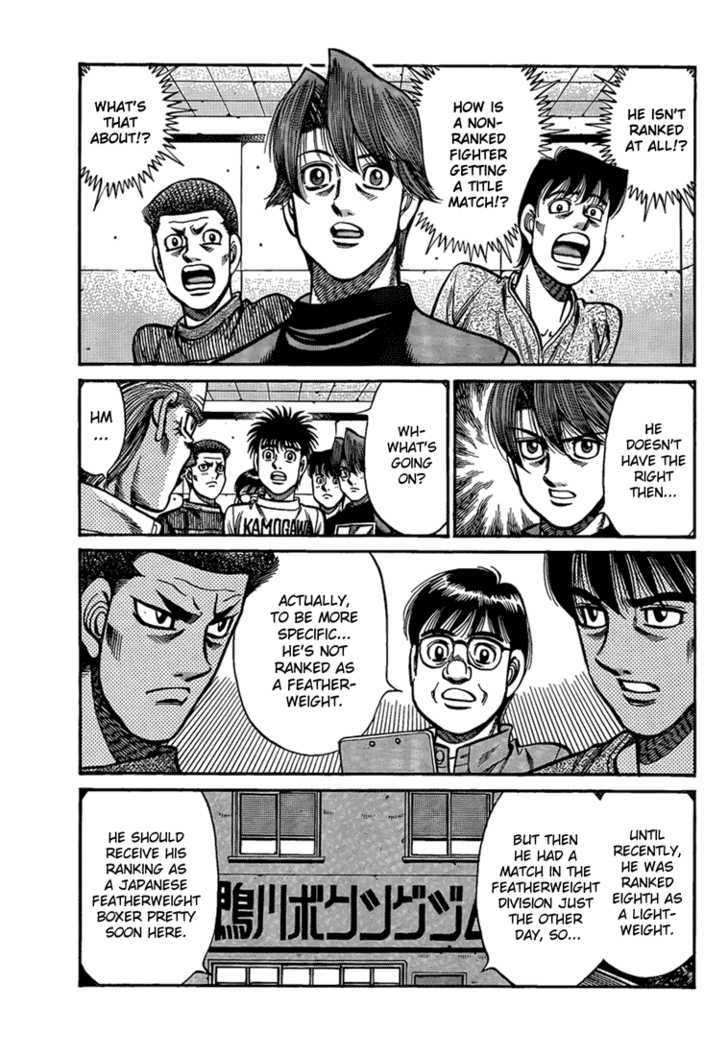 HE ISN'T
RANKED
AT ALL!?
HOW IS
A NON-
RANKED
FIGHTER
GETTING
A TITLE
MATCH!?
WHAT'S
THAT
ABOUT!?
HE
DOESN'T
HAVE THE
RIGHT
THEN...
WH-
WHAT'S
GOING
ON?
KAMOGAWA
HM
...
ACTUALLY,
TO BE MORE
SPECIFIC...
HE'S NOT
RANKED AS
A FEATHER-
WEIGHT.
UNTIL
RECENTLY,
HE WAS
RANKED
EIGHTH
AS A
LIGHT-
WEIGHT.
BUT THEN
HE HAD A
MATCH IN THE
FEATHERWEIGHT
DIVISION JUST
THE OTHER
DAY, SO...
鴨川ボクシングジム
HE SHOULD
RECEIVE HIS
RANKING AS
A JAPANESE
FEATHERWEIGHT
BOXER PRETTY
SOON HERE.